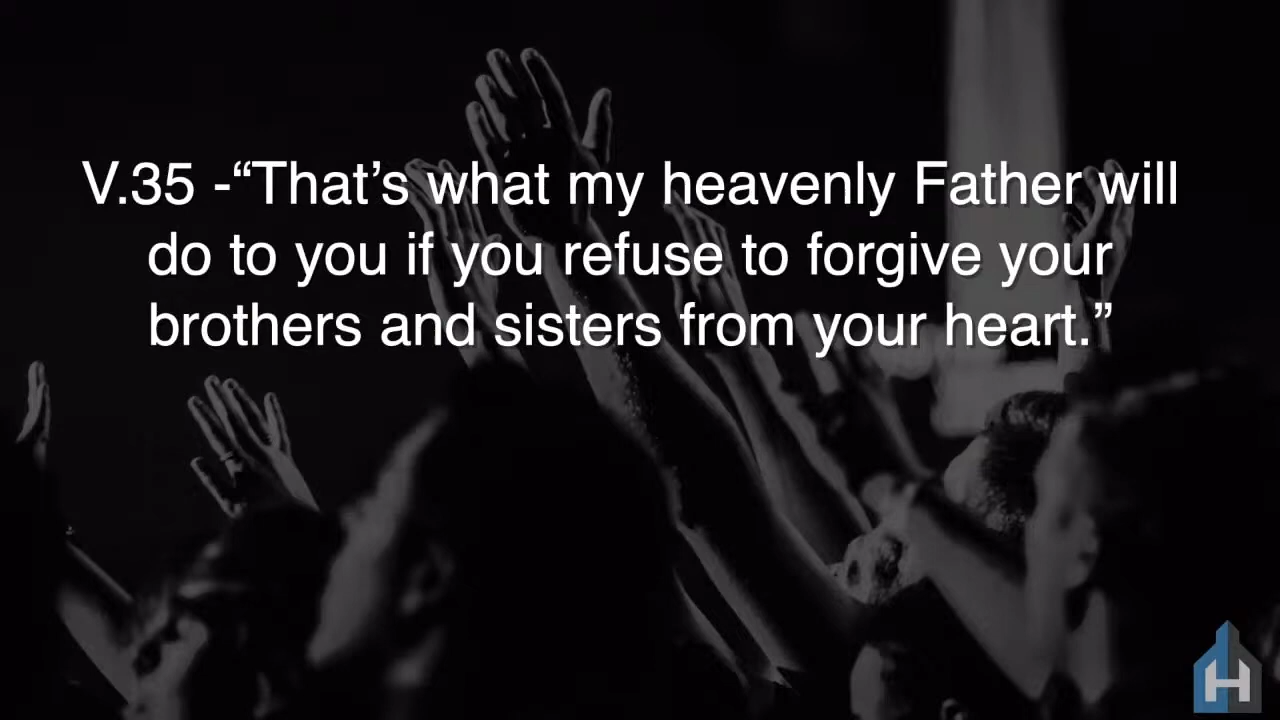 V.35 -“That’s what my heavenly Father will
do to you if you refuse to forgive your
brothers and sisters from your heart.”
H